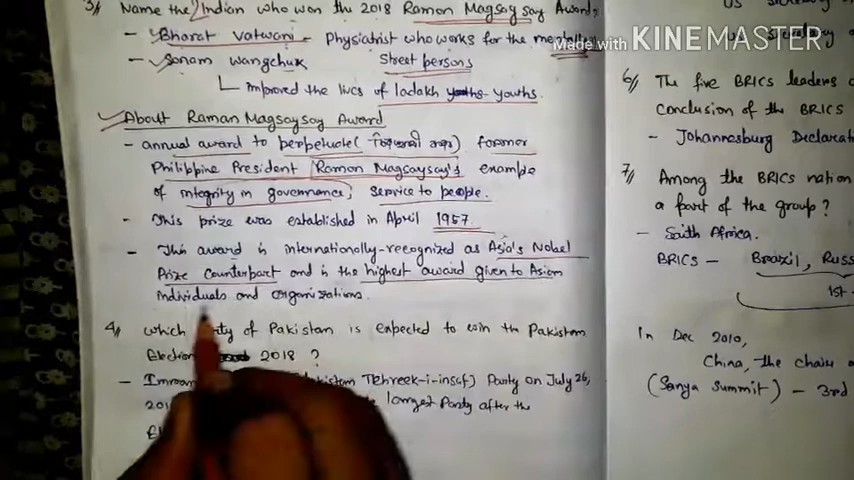 3) Name the 2 Indian who won the 2018 Ramon Magsaysay Award?
- Bharat Vatwani - Physiatrist who works for the mentally
street persons
- Sonam wangchuk
improved the lives of ladakh youths
About Raman Magsaysay Award
- annual award to perpetuate ( ) former
Philippine President Ramon Magsaysay's example
of integrity in governance, service to people.
- This prize was established in April 1957.
- This award is internationally-recognized as Asia's Nobel
Prize Counterpart and is the highest award given to Asian
individuals and organizations.
4) which Party of Pakistan is expected to win the Pakistan
Election 2018 ?
- Tehreek-i-insaf) Party on July 26,
largest Party after the
US
6) The five BRICS leaders
conclusion of the BRICS
- Johannesburg Declarat
7) Among the BRICS nation
a part of the group?
- South Africa.
BRICS - Brazil, Russ
1st -
In Dec 2010,
China, the chair
(Sanya Summit) - 3rd
Made with KINEMASTER